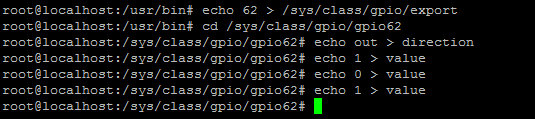 root@localhost:/usr/bin# echo 62 > /sys/class/gpio/export
root@localhost:/usr/bin# cd /sys/class/gpio/gpio62
root@localhost:/sys/class/gpio/gpio62# echo out > direction
root@localhost:/sys/class/gpio/gpio62# echo 1 > value
root@localhost:/sys/class/gpio/gpio62# echo 0 > value
root@localhost:/sys/class/gpio/gpio62# echo 1 > value
root@localhost:/sys/class/gpio/gpio62#